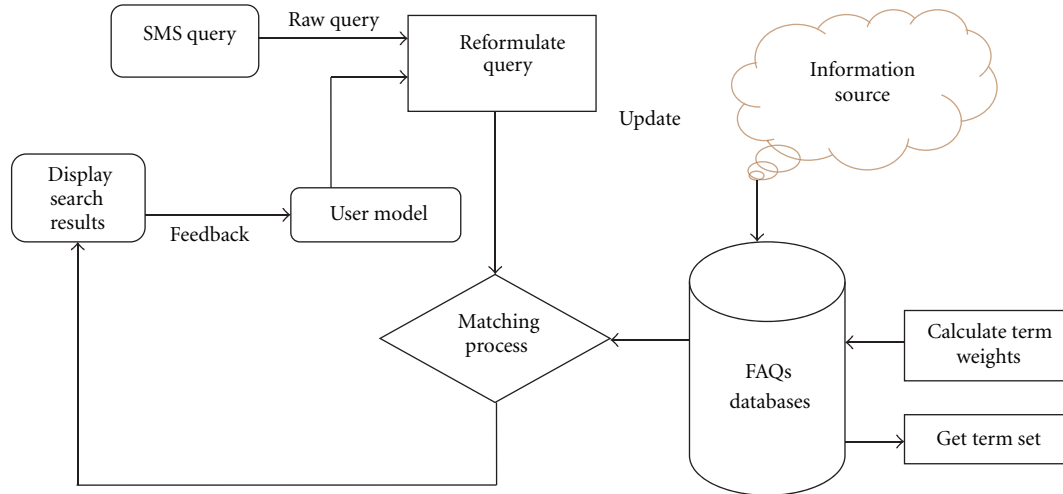 SMS query
Raw query
Reformulate
query
Information
source
Update
Display
search
results
Feedback
User model
Matching
process
FAQs
databases
Calculate term
weights
Get term set